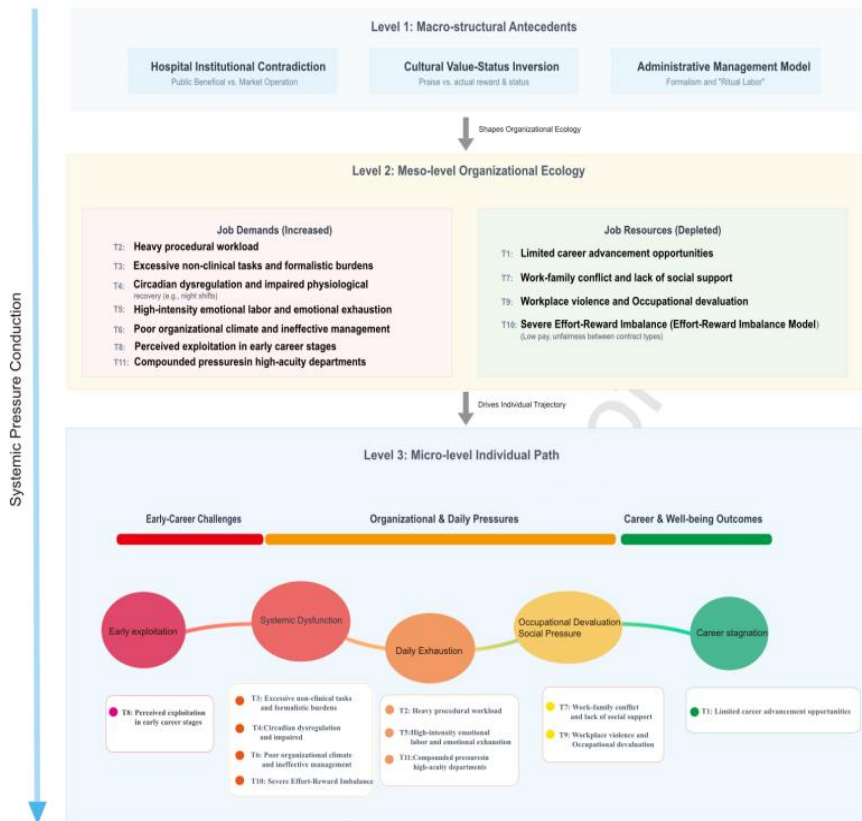 Systemic Pressure Conduction
Level 1: Macro-structural Antecedents
Hospital Institutional Contradiction
Public Benefical vs. Market Operation
Cultural Value-Status Inversion
Praise vs. actual reward & status
Administrative Management Model
Formalism and "Ritual Labor"
Shapes Organizational Ecology
Level 2: Meso-level Organizational Ecology
Job Demands (Increased)
T2: Heavy procedural workload
T3: Excessive non-clinical tasks and formalistic burdens
T4: Circadian dysregulation and impaired physiological
recovery (e.g., night shifts)
T5: High-intensity emotional labor and emotional exhaustion
T6: Poor organizational climate and ineffective management
T8: Perceived exploitation in early career stages
T11: Compounded pressuresin high-acuity departments
Job Resources (Depleted)
T1: Limited career advancement opportunities
T7: Work-family conflict and lack of social support
T9: Workplace violence and Occupational devaluation
T10: Severe Effort-Reward Imbalance (Effort-Reward Imbalance Model)
(Low pay, unfairness between contract types)
Drives Individual Trajectory
Level 3: Micro-level Individual Path
Early-Career Challenges
Organizational & Daily Pressures
Career & Well-being Outcomes
Early exploitation
Systemic Dysfunction
Daily Exhaustion
Occupational Devaluation
Social Pressure
Career stagnation
T8: Perceived exploitation
in early career stages
T3: Excessive non-clinical tasks
and formalistic burdens
T4:Circadian dysregulation
and impaired
T6: Poor organizational climate
and ineffective management
T10: Severe Effort-Reward Imbalance
T2: Heavy procedural workload
T5:High-intensity emotional
labor and emotional exhaustion
T11:Compounded pressuresin
high-acuity departments
T7: Work-family conflict
and lack of social support
T9: Workplace violence and
Occupational devaluation
T1: Limited career advancement opportunities